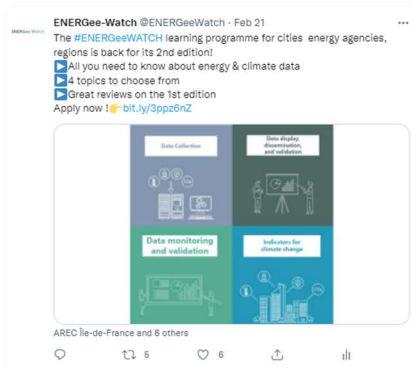 ENERGee-Watch
ENERGee-Watch @ENERGeeWatch · Feb 21
The #ENERGeeWATCH learning programme for cities energy agencies,
regions is back for its 2nd edition!
▶All you need to know about energy & climate data
▶4 topics to choose from
▶Great reviews on the 1st edition
Apply now !👉bit.ly/3ppz6nZ
Data Collection
Data display,
dissemination,
and validation
Data monitoring
and validation
Indicators for
climate change
AREC Île-de-France and 8 others
5
6